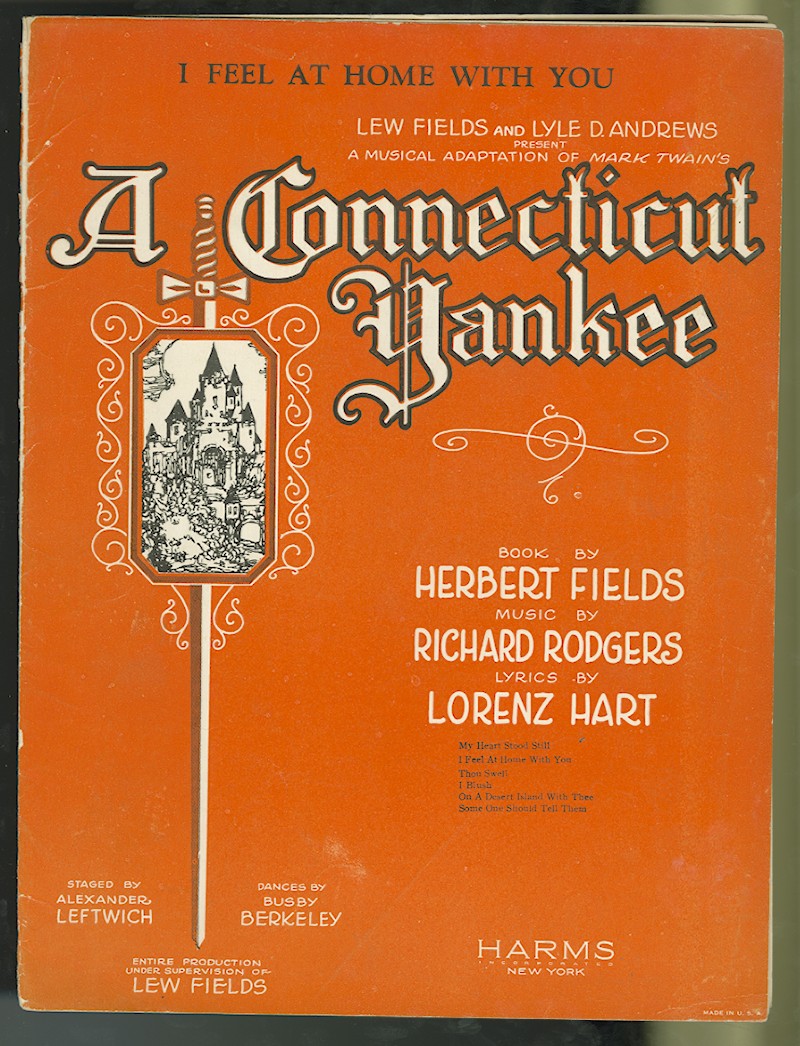 I FEEL AT HOME WITH YOU
LEW FIELDS AND LYLE D. ANDREWS
PRESENT
A MUSICAL ADAPTATION OF MARK TWAIN'S
A Connecticut
Yankee
BOOK BY
HERBERT FIELDS
MUSIC BY
RICHARD RODGERS
LYRICS BY
LORENZ HART
My Heart Stood Still
I Feel At Home With You
Thou Swell
I Blush
On A Desert Island With Thee
Some One Should Tell Them
STAGED BY
ALEXANDER
LEFTWICH
DANCES BY
BUSBY
BERKELEY
ENTIRE PRODUCTION
UNDER SUPERVISION OF
LEW FIELDS
HARMS
INCORPORATED
NEW YORK
MADE IN U. S. A.